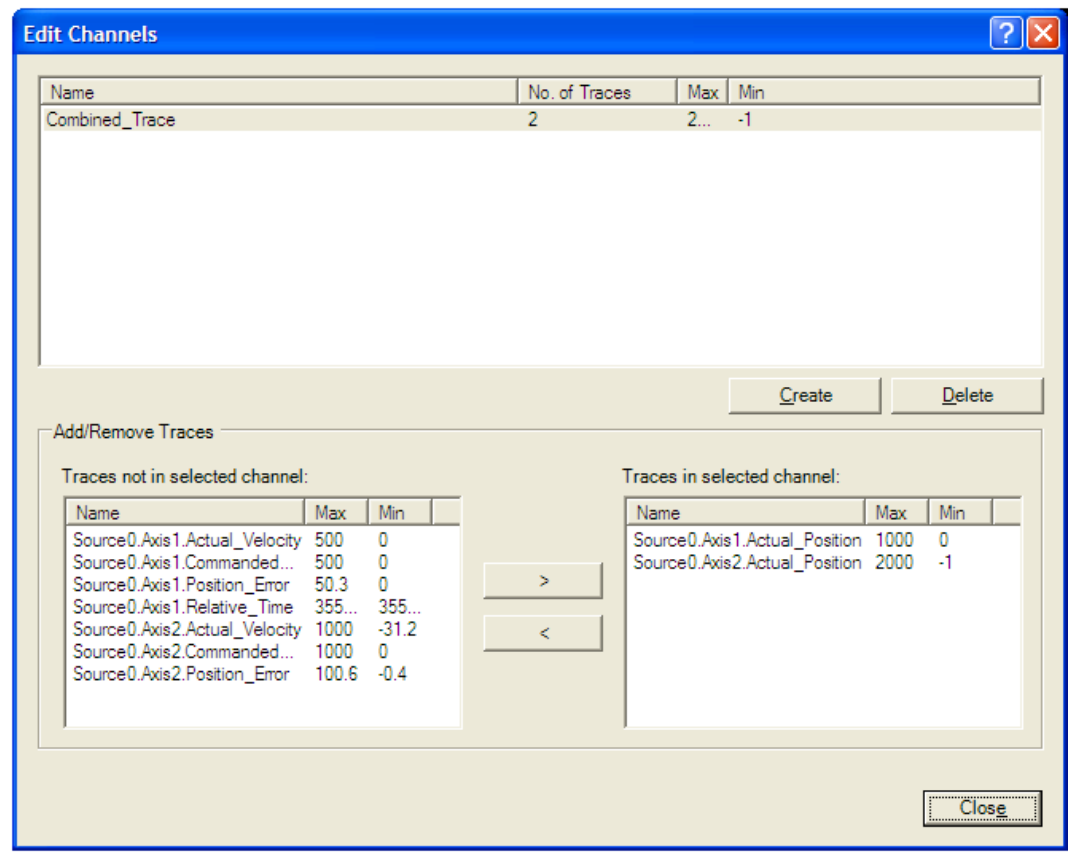 Edit Channels
?
Name No. of Traces Max Min
Combined_Trace 2 2... -1
Create Delete
Add/Remove Traces
Traces not in selected channel: Traces in selected channel:
Name Max Min Name Max Min
Source0.Axis1.Actual_Velocity 500 0 Source0.Axis1.Actual_Position 1000 0
Source0.Axis1.Commanded... 500 0 Source0.Axis2.Actual_Position 2000 -1
Source0.Axis1.Position_Error 50.3 0 >
Source0.Axis1.Relative_Time 355... 355...
Source0.Axis2.Actual_Velocity 1000 -31.2 <
Source0.Axis2.Commanded... 1000 0
Source0.Axis2.Position_Error 100.6 -0.4
Close